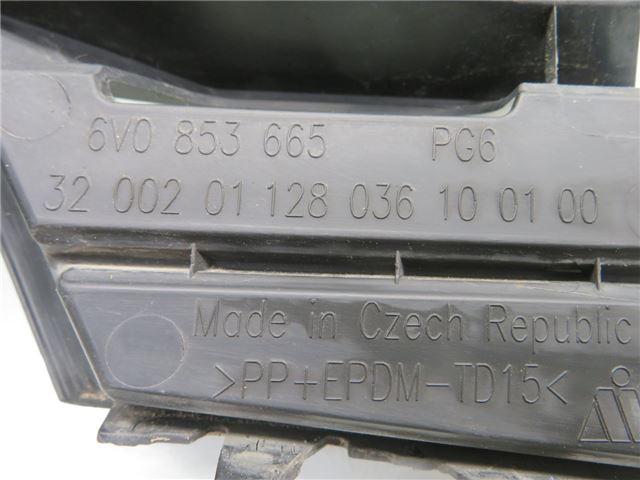 6V0 853 665 PG6
32 002 01 128 036 10 01 00
Made in Czech Republic
>PP+EPDM-TD15<